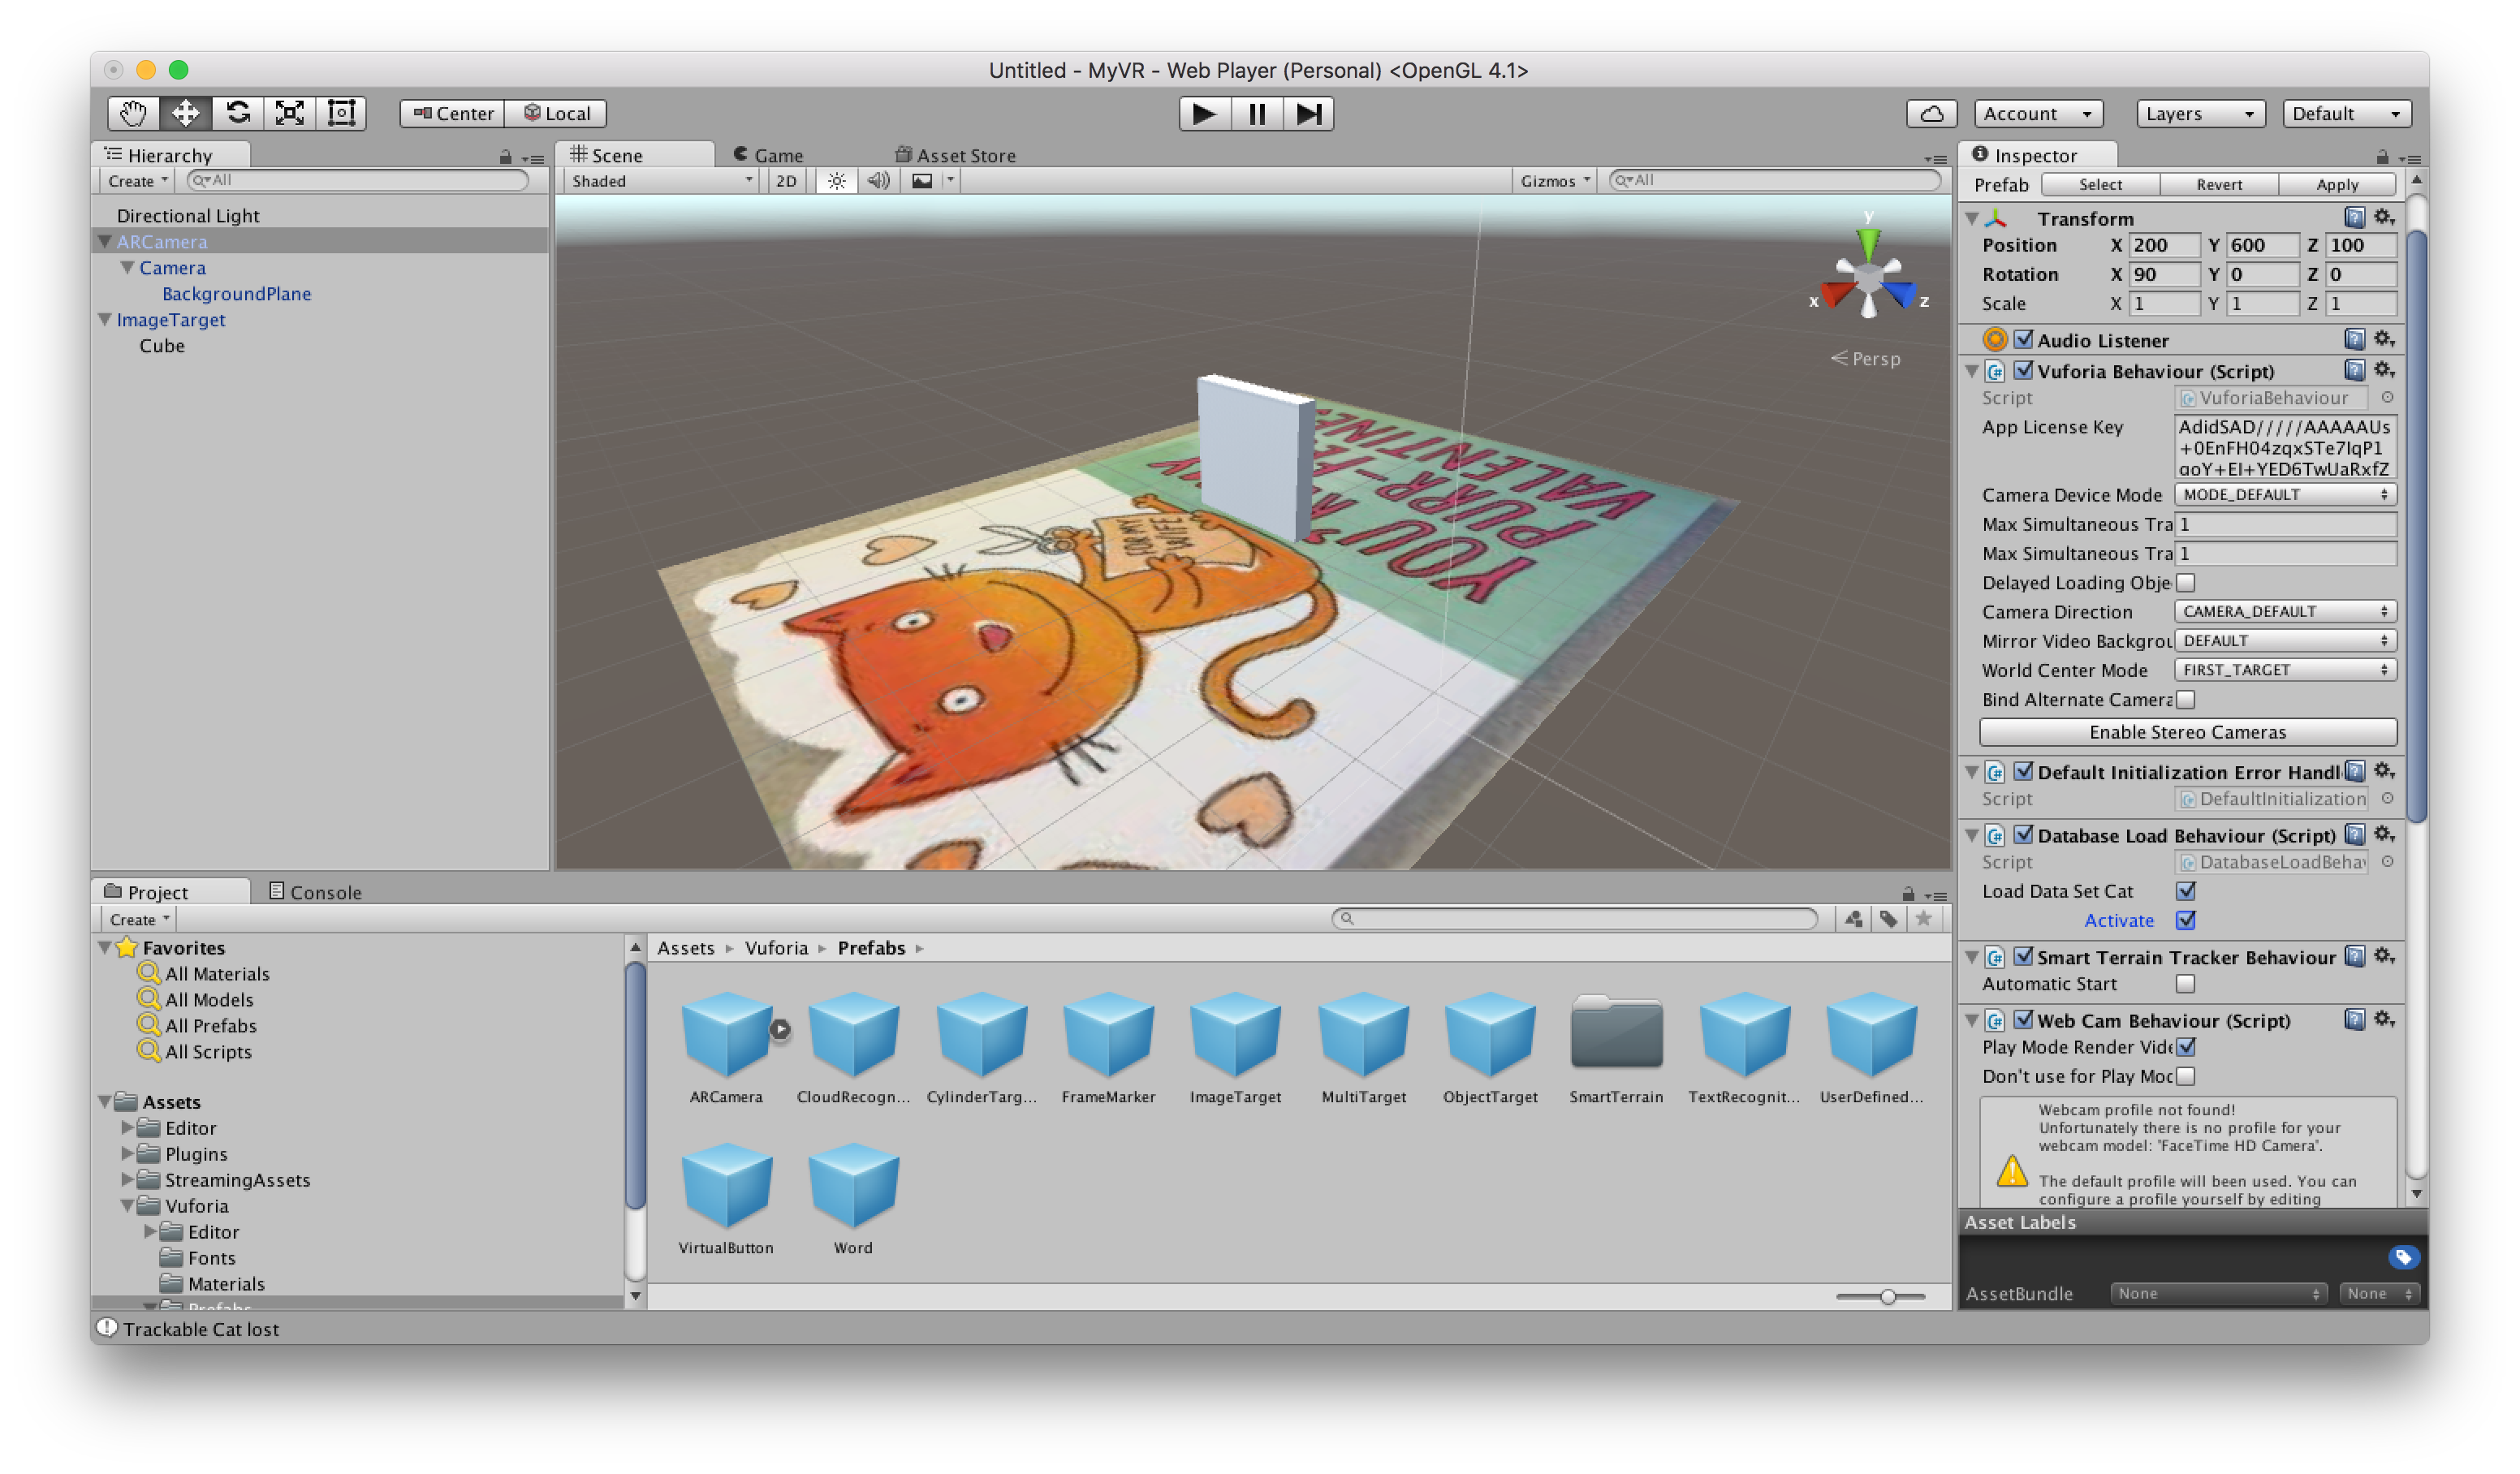 Untitled - MyVR - Web Player (Personal) <OpenGL 4.1>
Center Local
Account Layers Default
Hierarchy
Create All
Directional Light
ARCamera
Camera
BackgroundPlane
ImageTarget
Cube
Scene Game Asset Store
Shaded 2D Gizmos All
y
x z
Persp
YOU'
PURR-
VALENTINE
FOR MY
Inspector
Prefab Select Revert Apply
Transform
Position X 200 Y 600 Z 100
Rotation X 90 Y 0 Z 0
Scale X 1 Y 1 Z 1
Audio Listener
Vuforia Behaviour (Script)
Script VuforiaBehaviour
App License Key AdidSAD/////AAAAAUs
+0EnFH04zqxSTe7IqP1
goY+EI+YED6TwUaRxfZ
Camera Device Mode MODE_DEFAULT
Max Simultaneous Tra 1
Max Simultaneous Tra 1
Delayed Loading Obje
Camera Direction CAMERA_DEFAULT
Mirror Video Backgrou DEFAULT
World Center Mode FIRST_TARGET
Bind Alternate Camera
Enable Stereo Cameras
Default Initialization Error Handl
Script DefaultInitialization
Database Load Behaviour (Script)
Script DatabaseLoadBehav
Load Data Set Cat
Activate
Smart Terrain Tracker Behaviour
Automatic Start
Web Cam Behaviour (Script)
Play Mode Render Vide
Don't use for Play Moc
Webcam profile not found!
Unfortunately there is no profile for your
webcam model: 'FaceTime HD Camera'.
The default profile will been used. You can
configure a profile yourself by editing
Asset Labels
AssetBundle None None
Project Console
Create
Favorites
All Materials
All Models
All Prefabs
All Scripts
Assets
Editor
Plugins
StreamingAssets
Vuforia
Editor
Fonts
Materials
Prefabs
Assets Vuforia Prefabs
ARCamera CloudRecogn... CylinderTarg... FrameMarker ImageTarget MultiTarget ObjectTarget SmartTerrain TextRecognit... UserDefined...
VirtualButton Word
Trackable Cat lost